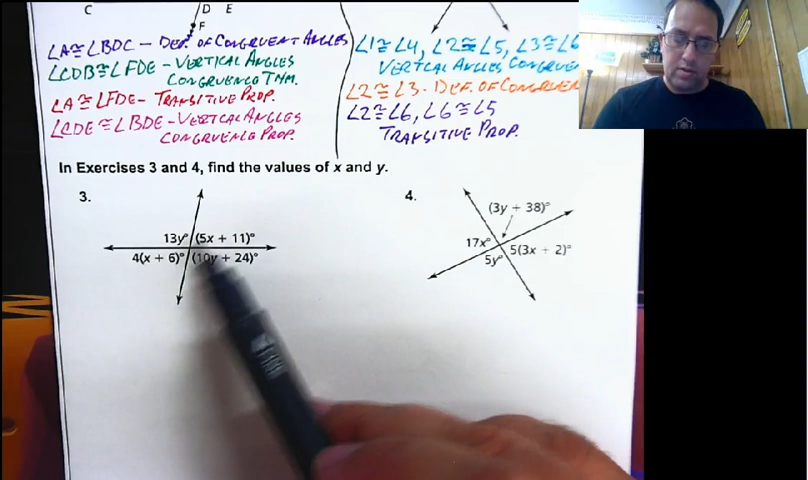 C
D E
F
∠A≅∠BDC — DEF. OF CONGRUENT ANGLES
∠CDB≅∠FDE - VERTICAL ANGLES
CONGRUENCE THM.
∠A≅∠FDE - TRANSITIVE PROP.
∠CDE≅∠BDE - VERTICAL ANGLES
CONGRUENCE PROP.
∠1≅∠4, ∠2≅∠5, ∠3≅∠6
VERTICAL ANGLES
∠2≅∠3 - DEF. OF
∠2≅∠6, ∠6≅∠5
TRANSITIVE PROP.
In Exercises 3 and 4, find the values of x and y.
3.
13y° (5x + 11)°
4(x + 6)° (10y + 24)°
4.
(3y + 38)°
17x°
5(3x + 2)°
5y°